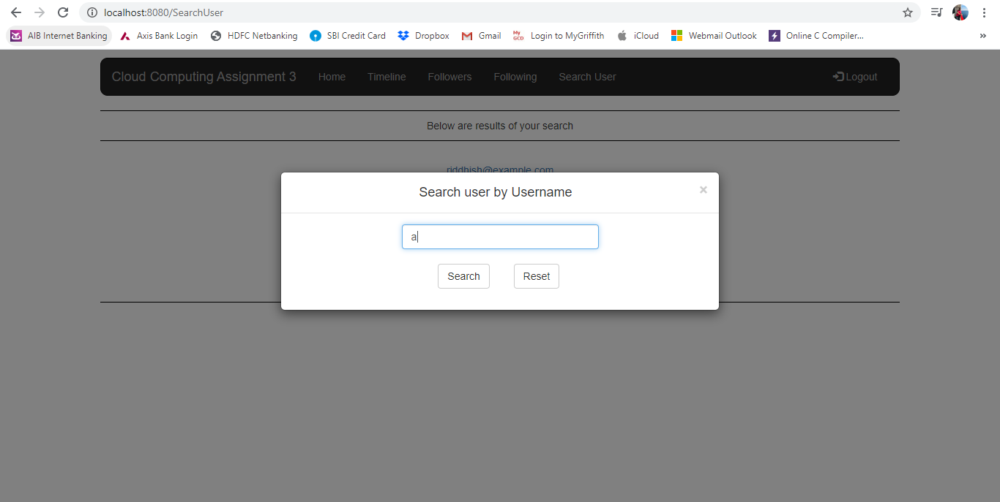 localhost:8080/SearchUser
AIB Internet Banking Axis Bank Login HDFC Netbanking SBI Credit Card Dropbox Gmail My GCD Login to MyGriffith iCloud Webmail Outlook Online C Compiler... »
Cloud Computing Assignment 3 Home Timeline Followers Following Search User Logout
Below are results of your search
riddhish@example.com
Search user by Username ×
a
Search Reset